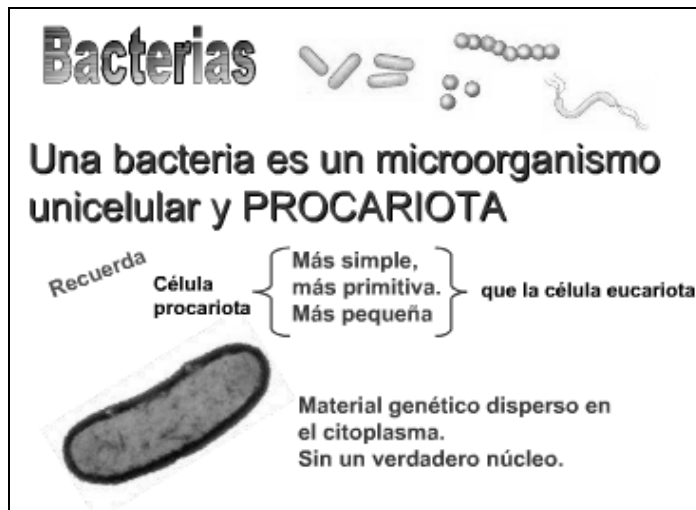 Bacterias
Una bacteria es un microorganismo
unicelular y PROCARIOTA
Recuerda
Célula
procariota
Más simple,
más primitiva.
Más pequeña
que la célula eucariota
Material genético disperso en
el citoplasma.
Sin un verdadero núcleo.